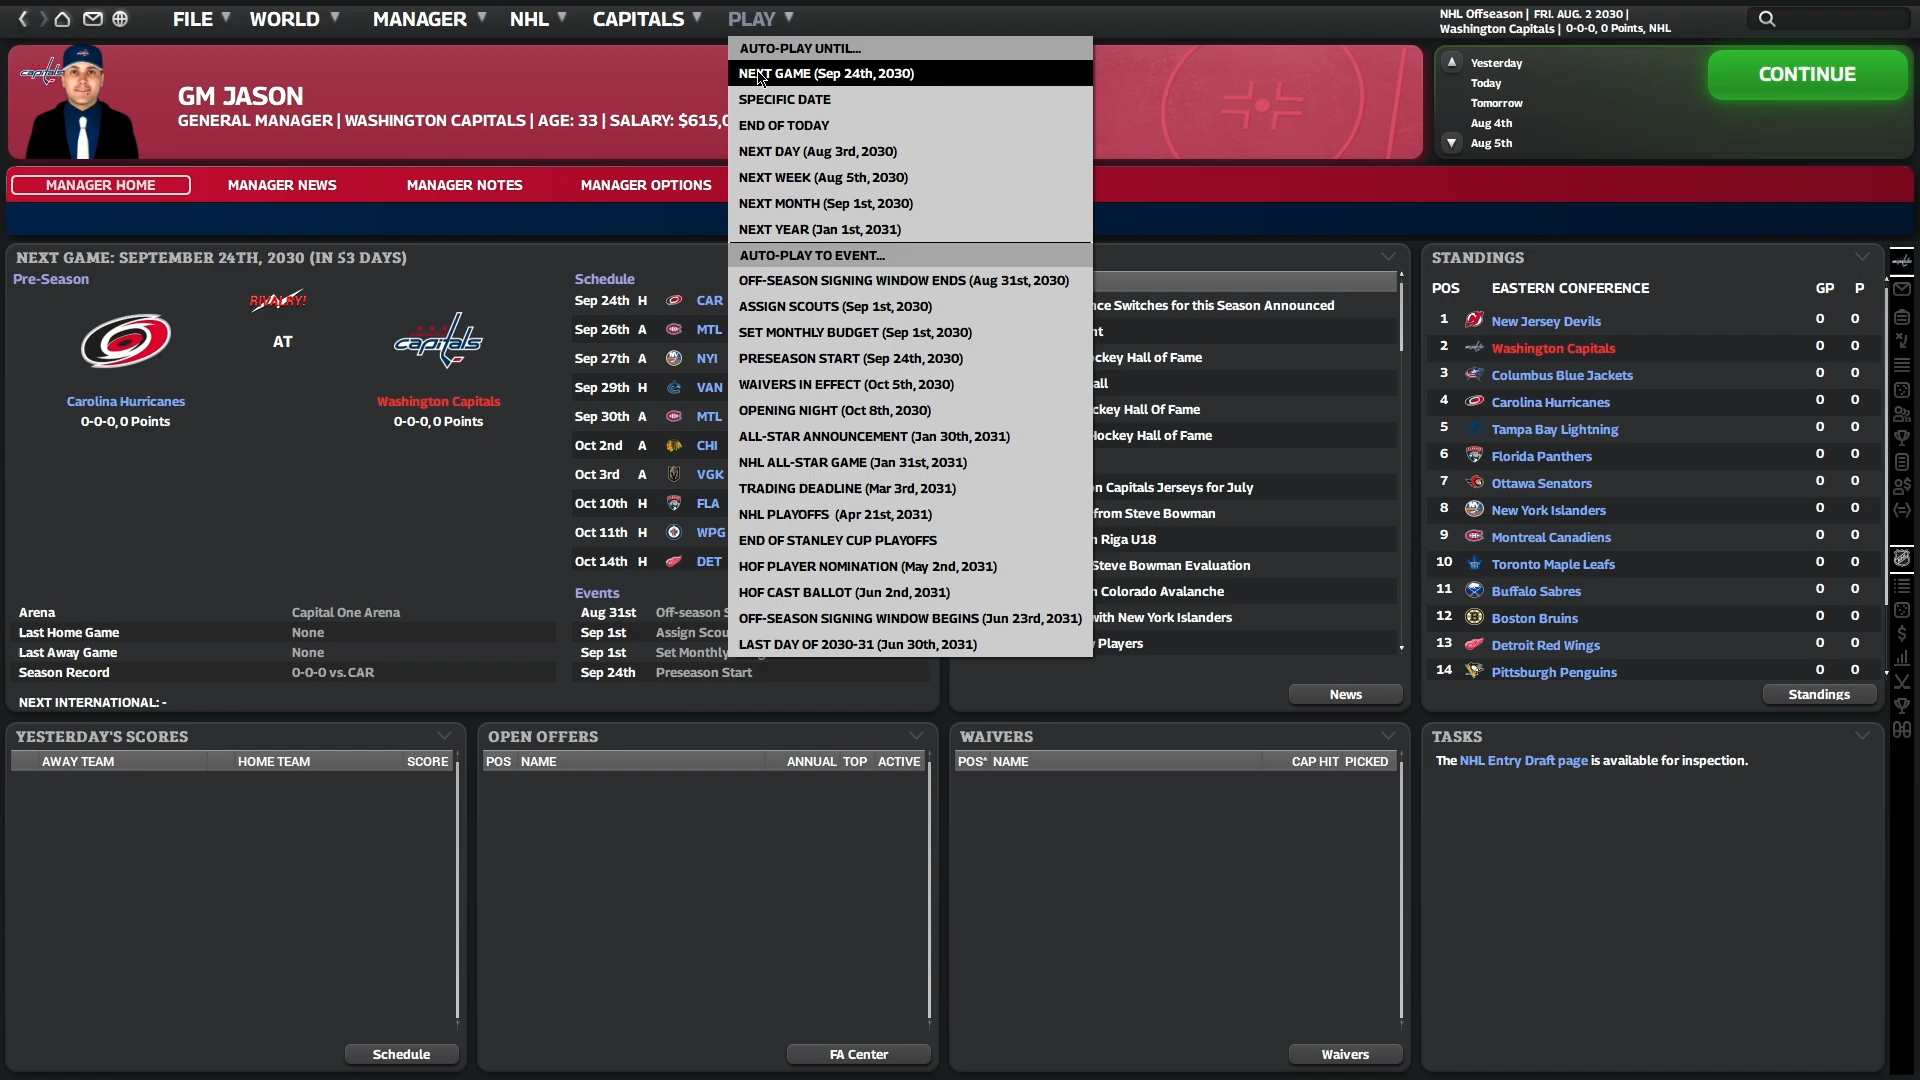 FILE
WORLD
MANAGER
NHL
CAPITALS
PLAY
NHL Offseason | FRI. AUG. 2 2030 |
Washington Capitals | 0-0-0, 0 Points, NHL
AUTO-PLAY UNTIL...
NEXT GAME (Sep 24th, 2030)
SPECIFIC DATE
END OF TODAY
NEXT DAY (Aug 3rd, 2030)
NEXT WEEK (Aug 5th, 2030)
NEXT MONTH (Sep 1st, 2030)
NEXT YEAR (Jan 1st, 2031)
AUTO-PLAY TO EVENT...
OFF-SEASON SIGNING WINDOW ENDS (Aug 31st, 2030)
ASSIGN SCOUTS (Sep 1st, 2030)
SET MONTHLY BUDGET (Sep 1st, 2030)
PRESEASON START (Sep 24th, 2030)
WAIVERS IN EFFECT (Oct 5th, 2030)
OPENING NIGHT (Oct 8th, 2030)
ALL-STAR ANNOUNCEMENT (Jan 30th, 2031)
NHL ALL-STAR GAME (Jan 31st, 2031)
TRADING DEADLINE (Mar 3rd, 2031)
NHL PLAYOFFS (Apr 21st, 2031)
END OF STANLEY CUP PLAYOFFS
HOF PLAYER NOMINATION (May 2nd, 2031)
HOF CAST BALLOT (Jun 2nd, 2031)
OFF-SEASON SIGNING WINDOW BEGINS (Jun 23rd, 2031)
LAST DAY OF 2030-31 (Jun 30th, 2031)
GM JASON
GENERAL MANAGER | WASHINGTON CAPITALS | AGE: 33 | SALARY: $615,0
Yesterday
Today
Tomorrow
Aug 4th
Aug 5th
CONTINUE
MANAGER HOME
MANAGER NEWS
MANAGER NOTES
MANAGER OPTIONS
NEXT GAME: SEPTEMBER 24TH, 2030 (IN 53 DAYS)
Pre-Season
RIVALRY!
AT
capitals
Carolina Hurricanes
0-0-0, 0 Points
Washington Capitals
0-0-0, 0 Points
Arena Capital One Arena
Last Home Game None
Last Away Game None
Season Record 0-0-0 vs. CAR
NEXT INTERNATIONAL: -
Schedule
Sep 24th H CAR
Sep 26th A MTL
Sep 27th A NYI
Sep 29th H VAN
Sep 30th A MTL
Oct 2nd A CHI
Oct 3rd A VGK
Oct 10th H FLA
Oct 11th H WPG
Oct 14th H DET
Events
Aug 31st Off-season S
Sep 1st Assign Scou
Sep 1st Set Monthly
Sep 24th Preseason Start
nce Switches for this Season Announced
nt
ckey Hall of Fame
all
ckey Hall Of Fame
Hockey Hall of Fame
n Capitals Jerseys for July
from Steve Bowman
n Riga U18
Steve Bowman Evaluation
n Colorado Avalanche
with New York Islanders
Players
News
STANDINGS
POS EASTERN CONFERENCE GP P
1 New Jersey Devils 0 0
2 Washington Capitals 0 0
3 Columbus Blue Jackets 0 0
4 Carolina Hurricanes 0 0
5 Tampa Bay Lightning 0 0
6 Florida Panthers 0 0
7 Ottawa Senators 0 0
8 New York Islanders 0 0
9 Montreal Canadiens 0 0
10 Toronto Maple Leafs 0 0
11 Buffalo Sabres 0 0
12 Boston Bruins 0 0
13 Detroit Red Wings 0 0
14 Pittsburgh Penguins 0 0
Standings
YESTERDAY'S SCORES
AWAY TEAM HOME TEAM SCORE
Schedule
OPEN OFFERS
POS NAME ANNUAL TOP ACTIVE
FA Center
WAIVERS
POS* NAME CAP HIT PICKED
Waivers
TASKS
The NHL Entry Draft page is available for inspection.